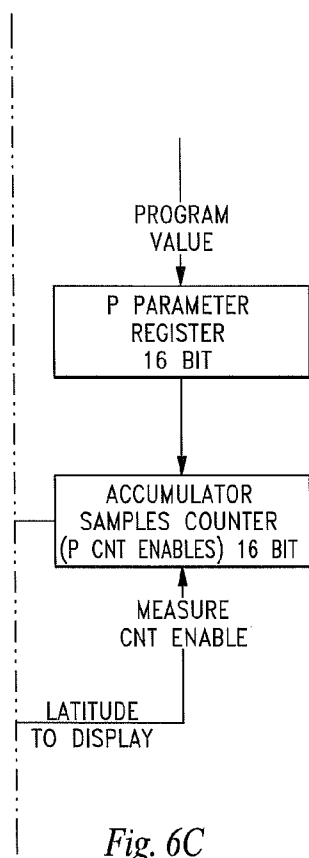 PROGRAM
VALUE
P PARAMETER
REGISTER
16 BIT
ACCUMULATOR
SAMPLES COUNTER
(P CNT ENABLES) 16 BIT
MEASURE
CNT ENABLE
LATITUDE
TO DISPLAY
Fig. 6C